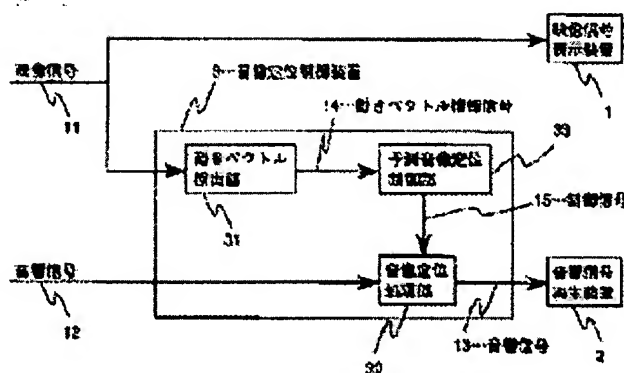 映像信号
11
映像信号
表示装置
1
3…音像定位制御装置
14…動きベクトル情報信号
33
動きベクトル
検出部
31
予測音像定位
制御部
15…制御信号
音響信号
12
音像定位
処理部
30
13…音響信号
音響信号
再生装置
2